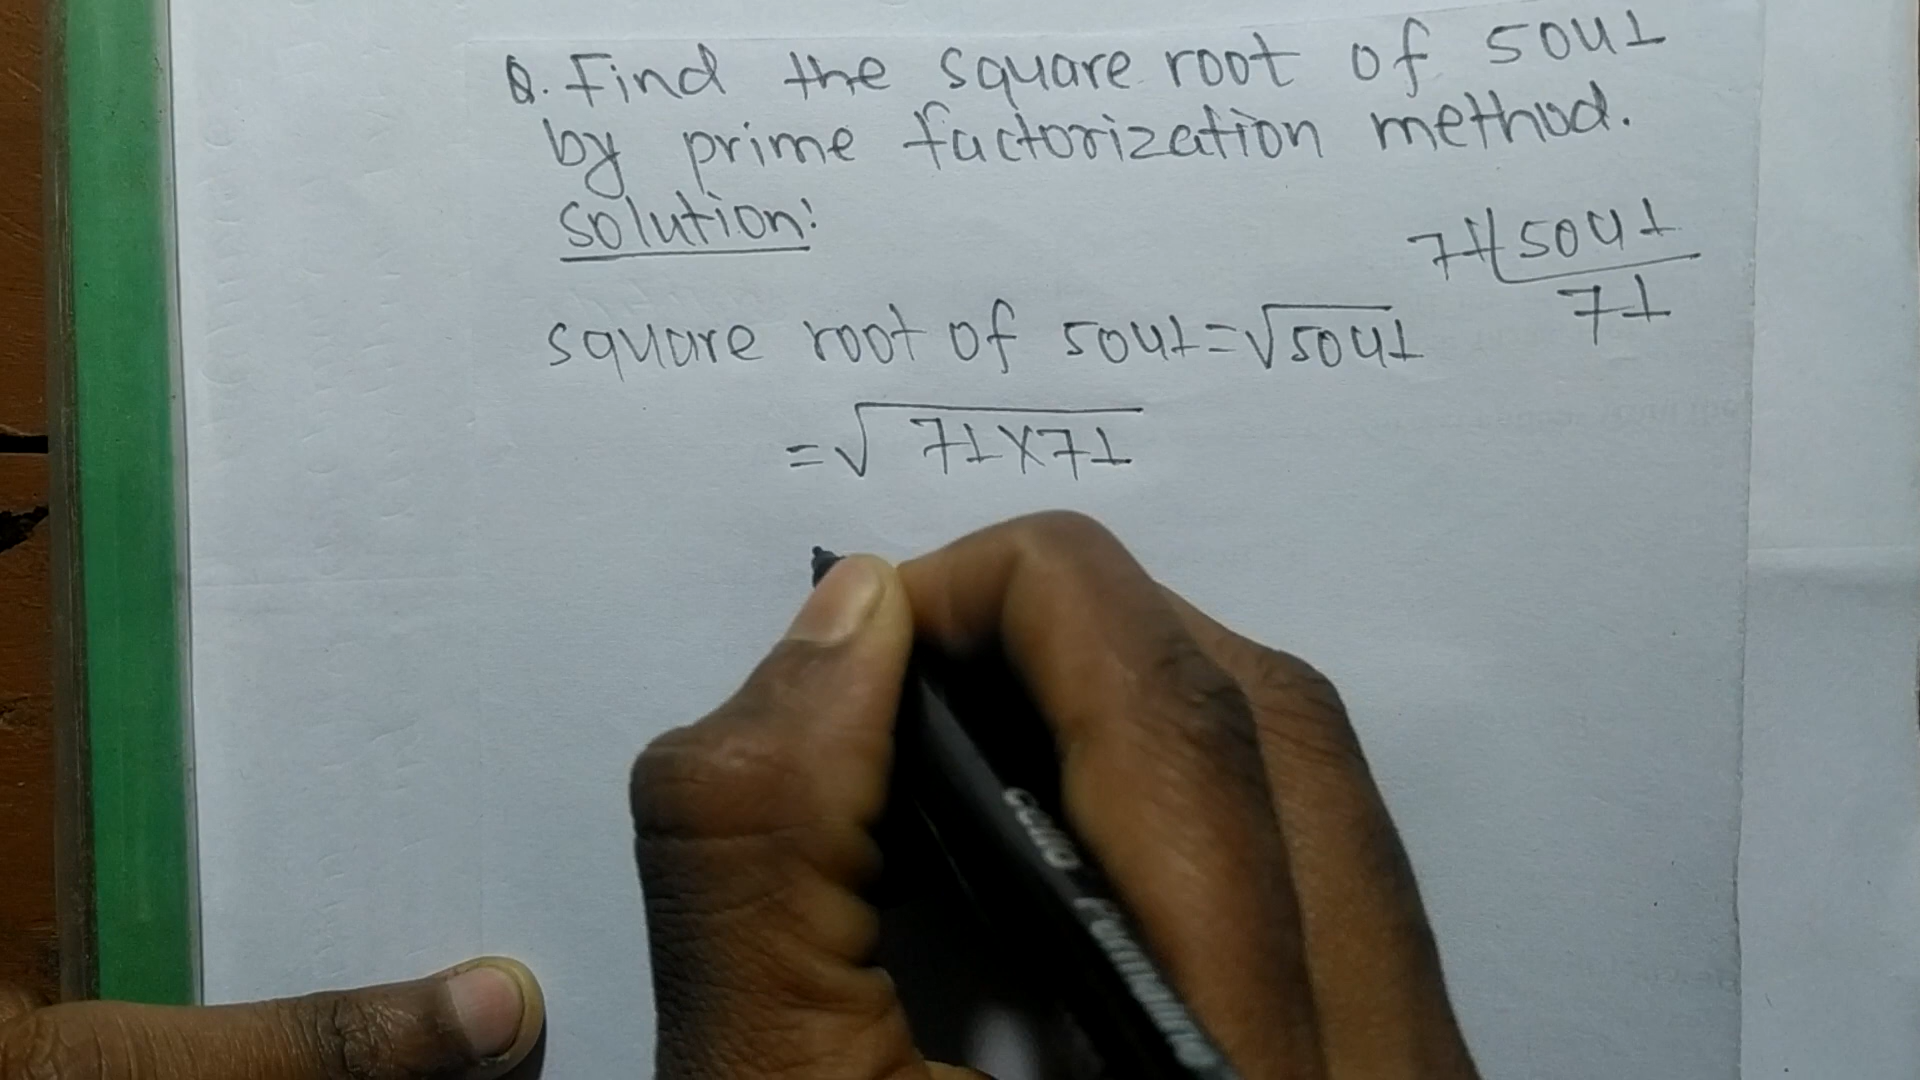 Q. Find the square root of 5041
by prime factorization method.
Solution:
71 5041
71
square root of 5041=√5041
=√71×71
cello